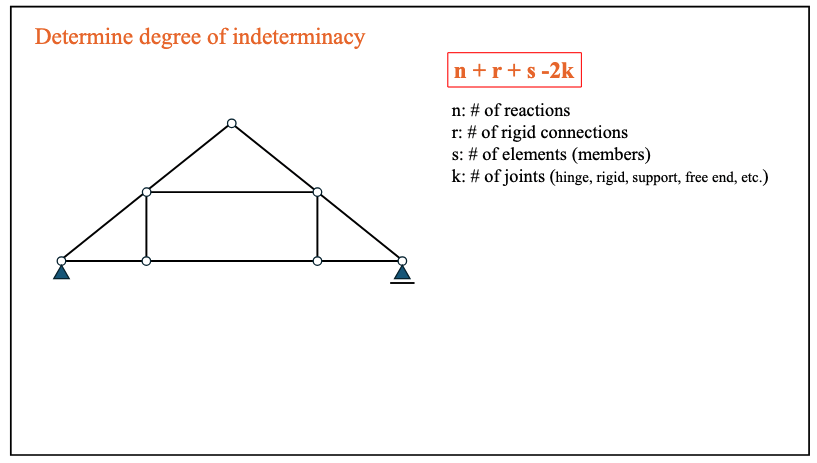 Determine degree of indeterminacy
n + r + s -2k
n: # of reactions
r: # of rigid connections
s: # of elements (members)
k: # of joints (hinge, rigid, support, free end, etc.)